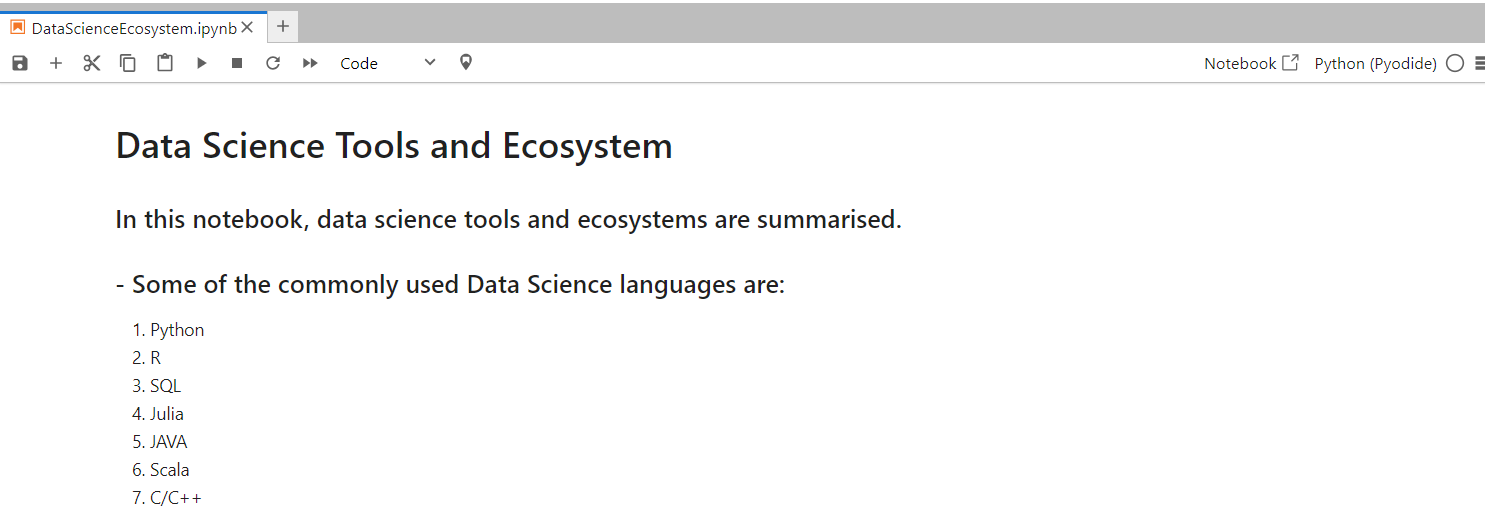 DataScienceEcosystem.ipynb
Code
Notebook
Python (Pyodide)
Data Science Tools and Ecosystem
In this notebook, data science tools and ecosystems are summarised.
- Some of the commonly used Data Science languages are:
1. Python
2. R
3. SQL
4. Julia
5. JAVA
6. Scala
7. C/C++